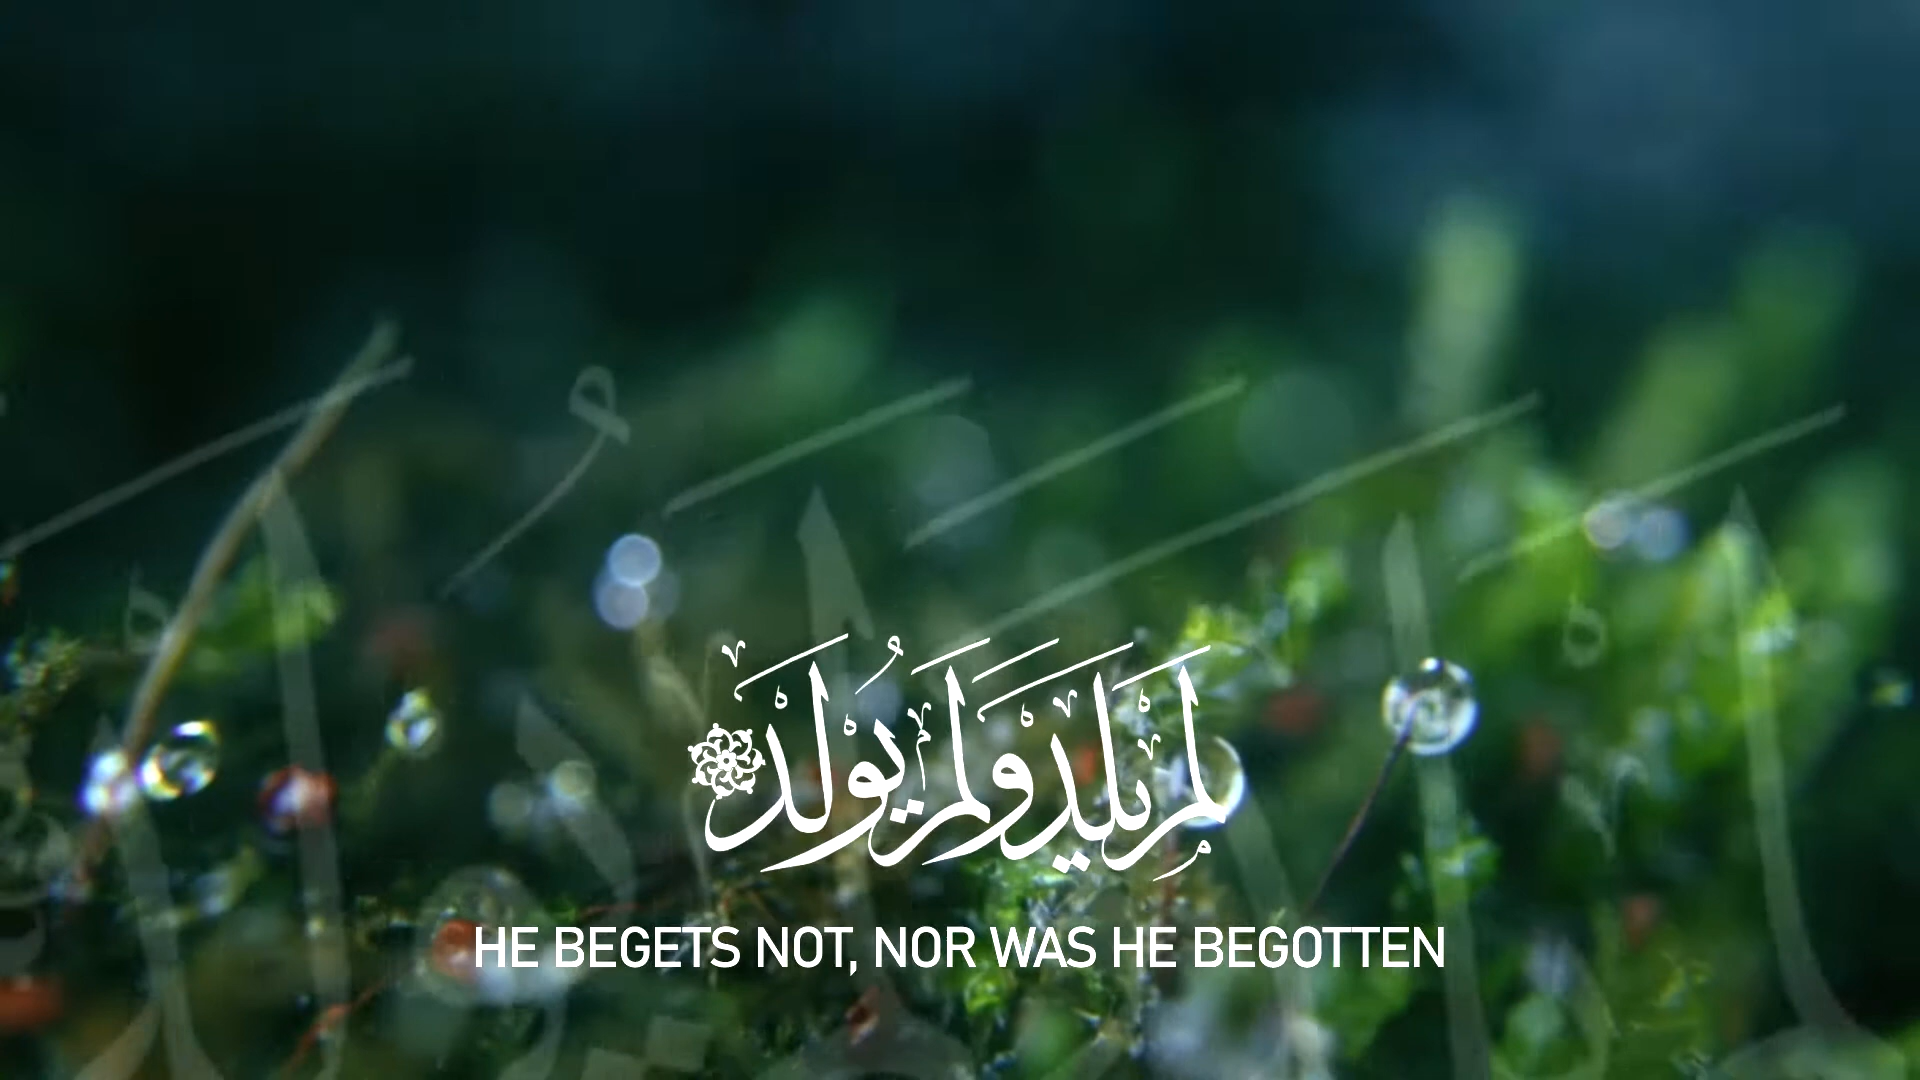 لَمْ يَلِدْ وَلَمْ يُولَدْ
HE BEGETS NOT, NOR WAS HE BEGOTTEN